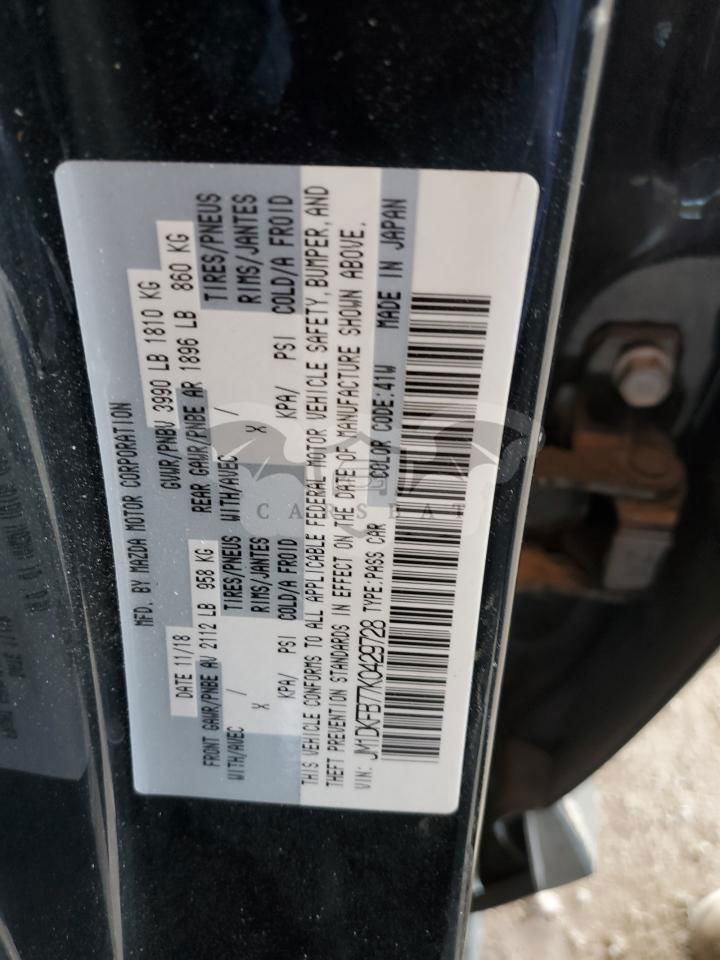 MFD. BY MAZDA MOTOR CORPORATION
DATE 11/18 GVWR/PNBV 3990 LB 1810 KG
FRONT GAWR/PNBE AV 2112 LB 958 KG REAR GAWR/PNBE AR 1896 LB 860 KG
WITH/AVEC / TIRES/PNEUS WITH/AVEC / TIRES/PNEUS
X RIMS/JANTES X RIMS/JANTES
KPA/ PSI COLD/A FROID KPA/ PSI COLD/A FROID
THIS VEHICLE CONFORMS TO ALL APPLICABLE FEDERAL MOTOR VEHICLE SAFETY, BUMPER, AND
THEFT PREVENTION STANDARDS IN EFFECT ON THE DATE OF MANUFACTURE SHOWN ABOVE.
VIN: JM1DKFB77K0429728 TYPE:PASS CAR COLOR CODE:41W MADE IN JAPAN
CARSBAT